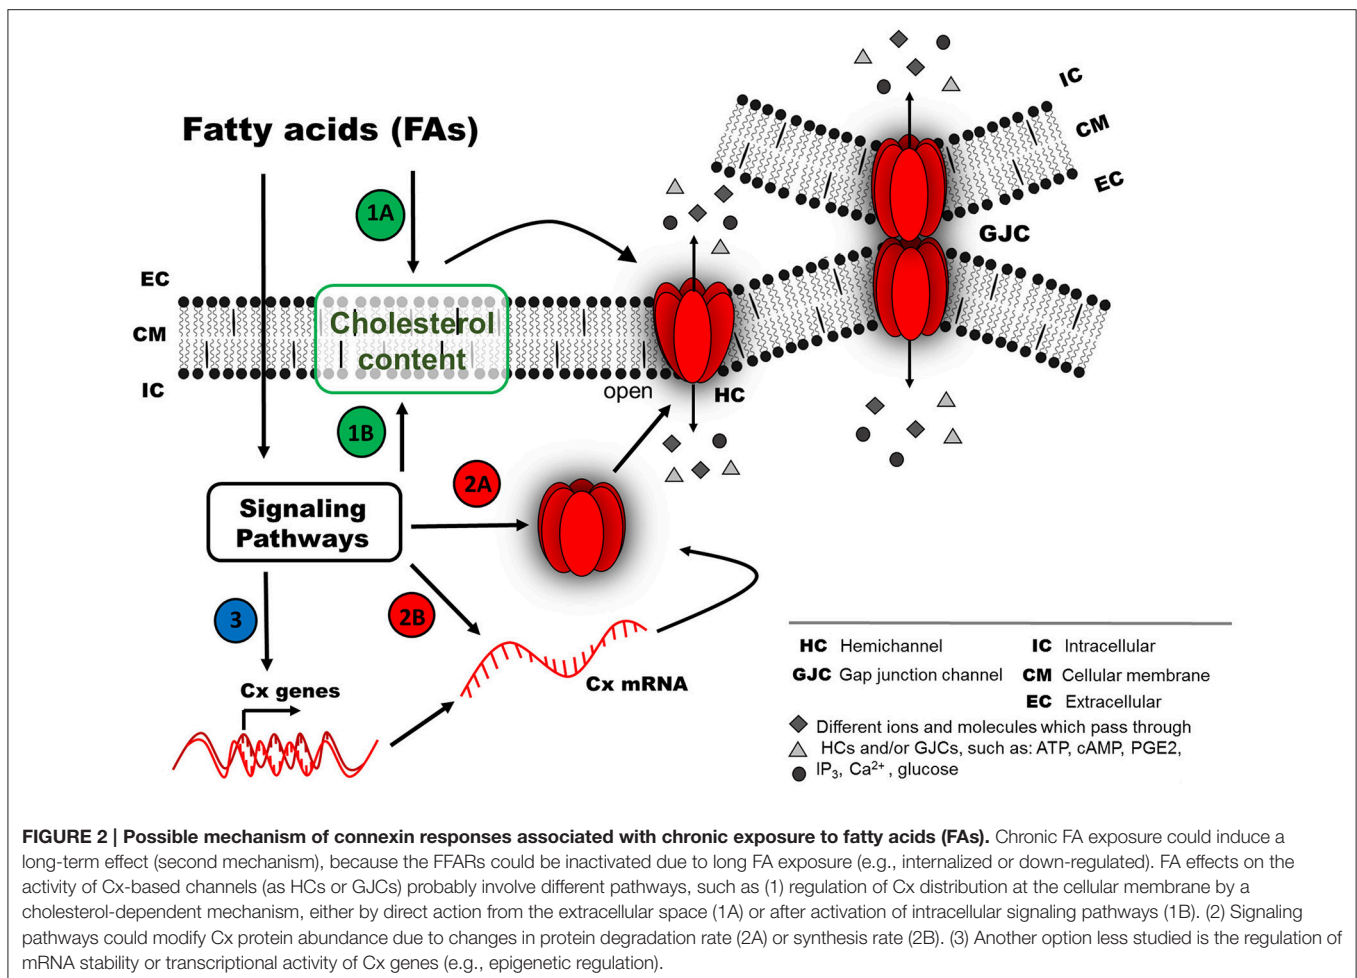 Fatty acids (FAs)
1A
EC
CM
IC
Cholesterol
content
1B
open
HC
IC
CM
EC
GJC
Signaling
Pathways
2A
2B
3
Cx genes
Cx mRNA
HC Hemichannel
IC Intracellular
GJC Gap junction channel
CM Cellular membrane
EC Extracellular
Different ions and molecules which pass through
HCs and/or GJCs, such as: ATP, cAMP, PGE2,
IP₃, Ca²⁺, glucose
FIGURE 2 | Possible mechanism of connexin responses associated with chronic exposure to fatty acids (FAs). Chronic FA exposure could induce a
long-term effect (second mechanism), because the FFARs could be inactivated due to long FA exposure (e.g., internalized or down-regulated). FA effects on the
activity of Cx-based channels (as HCs or GJCs) probably involve different pathways, such as (1) regulation of Cx distribution at the cellular membrane by a
cholesterol-dependent mechanism, either by direct action from the extracellular space (1A) or after activation of intracellular signaling pathways (1B). (2) Signaling
pathways could modify Cx protein abundance due to changes in protein degradation rate (2A) or synthesis rate (2B). (3) Another option less studied is the regulation of
mRNA stability or transcriptional activity of Cx genes (e.g., epigenetic regulation).